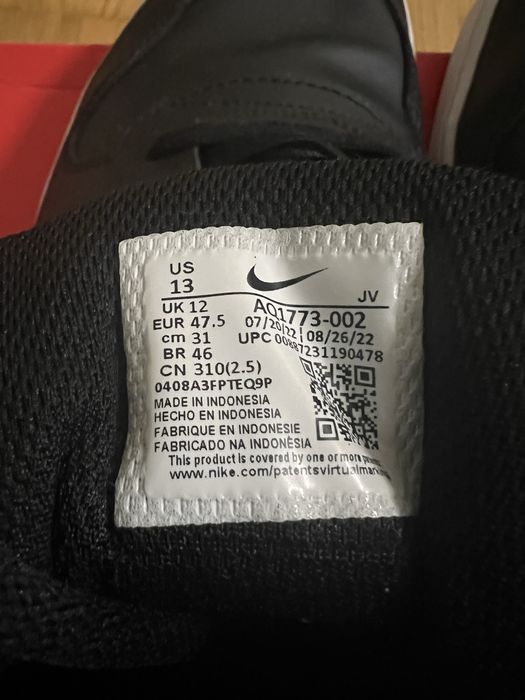 US
13
JV
UK 12
AQ1773-002
EUR 47.5
07/20/22 | 08/26/22
cm 31
UPC 00887231190478
BR 46
CN 310(2.5)
0408A3FPTEQ9P
MADE IN INDONESIA
HECHO EN INDONESIA
FABRIQUE EN INDONESIE
FABRICADO NA INDONÉSIA
This product is covered by one or more
www.nike.com/patentsvirtual